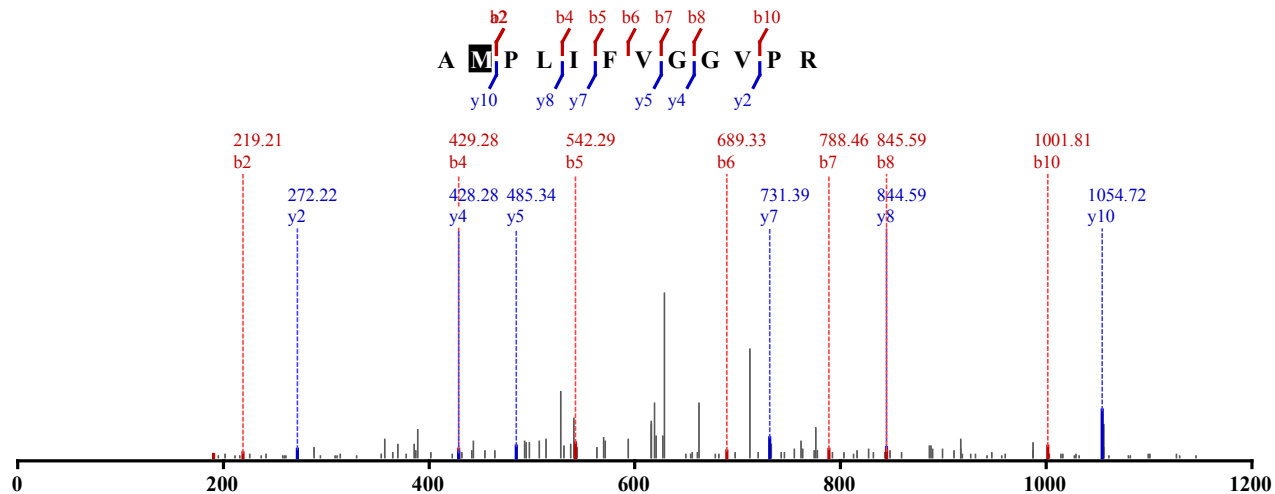 b2 b4 b5 b6 b7 b8 b10
A M P L I F V G G V P R
y10 y8 y7 y5 y4 y2
219.21 429.28 542.29 689.33 788.46 845.59 1001.81
b2 b4 b5 b6 b7 b8 b10
272.22 428.28 485.34 731.39 844.59 1054.72
y2 y4 y5 y7 y8 y10
0 200 400 600 800 1000 1200